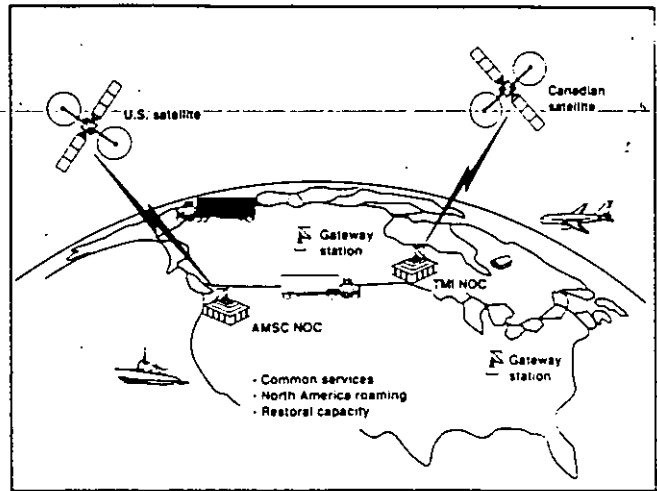 U.S. satellite
Canadian
satellite
Gateway
station
TMI NOC
AMSC NOC
Gateway
station
- Common services
- North America roaming
- Restoral capacity